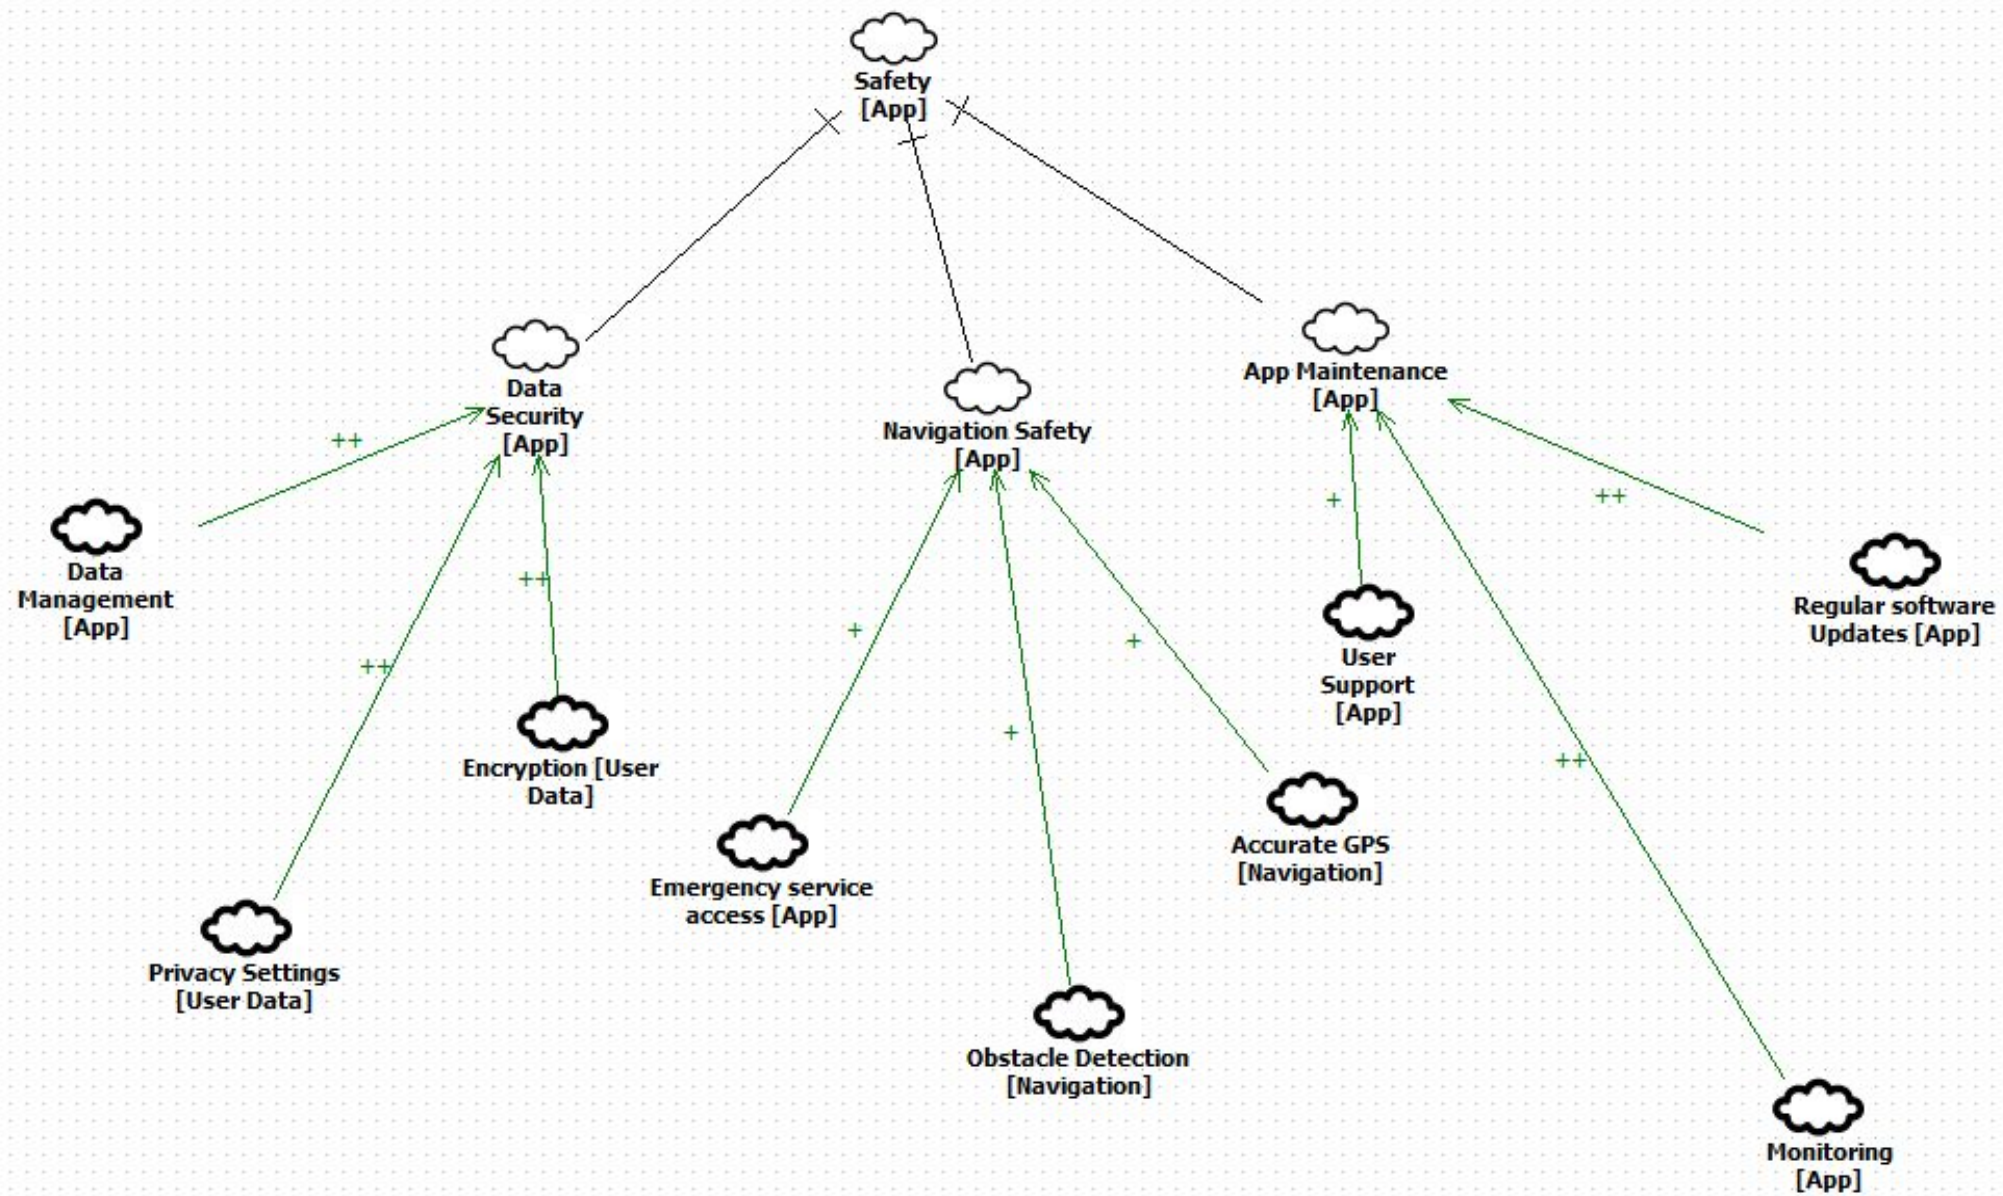 Safety
[App]
Data
Security
[App]
Navigation Safety
[App]
App Maintenance
[App]
++
++
++
+
+
+
+
++
++
Data
Management
[App]
Privacy Settings
[User Data]
Encryption [User
Data]
Emergency service
access [App]
Obstacle Detection
[Navigation]
Accurate GPS
[Navigation]
User
Support
[App]
Regular software
Updates [App]
Monitoring
[App]